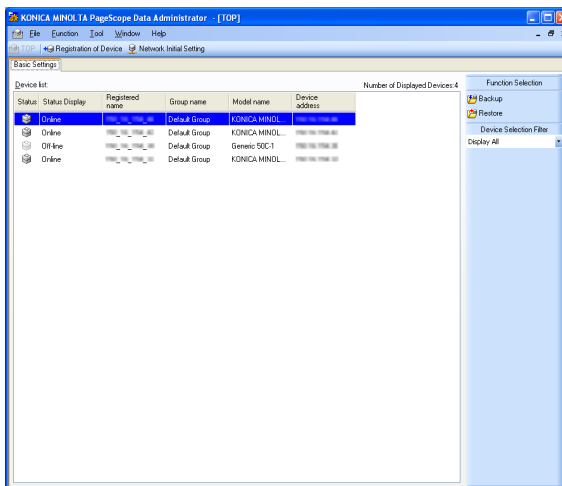 KONICA MINOLTA PageScope Data Administrator - [TOP]
File Function Tool Window Help
TOP Registration of Device Network Initial Setting
Basic Settings
Device list: Number of Displayed Devices:4
Status Status Display Registered name Group name Model name Device address
Online Default Group KONICA MINOL...
Online Default Group KONICA MINOL...
Off-line Default Group Generic 50C-1
Online Default Group KONICA MINOL...
Function Selection
Backup
Restore
Device Selection Filter
Display All